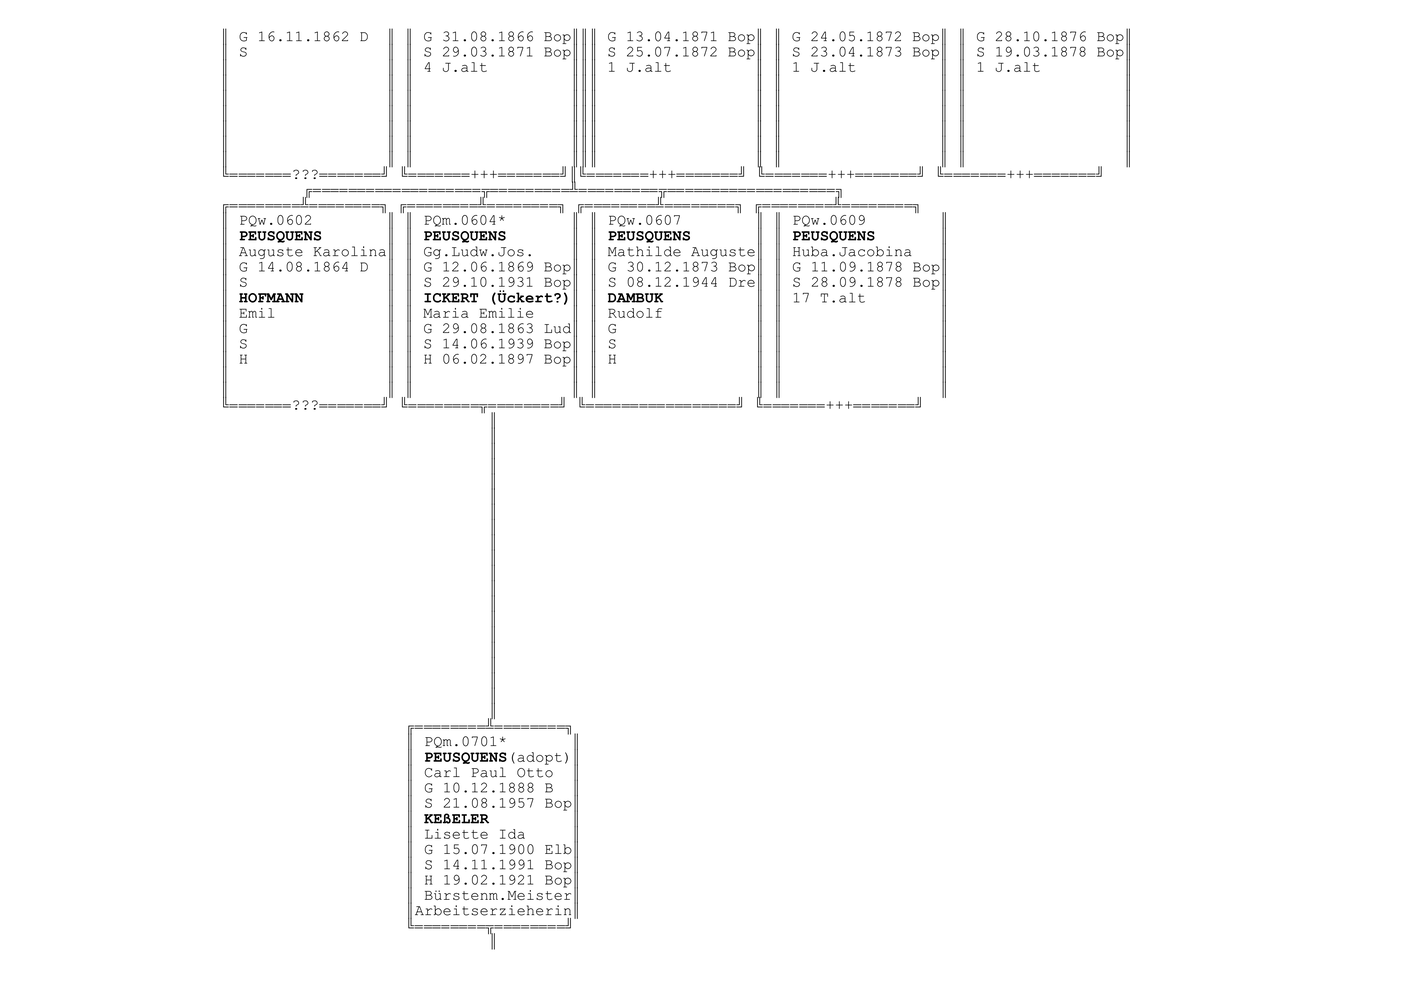 G 16.11.1862 D
S
???
G 31.08.1866 Bop
S 29.03.1871 Bop
4 J.alt
+++
G 13.04.1871 Bop
S 25.07.1872 Bop
1 J.alt
+++
G 24.05.1872 Bop
S 23.04.1873 Bop
1 J.alt
+++
G 28.10.1876 Bop
S 19.03.1878 Bop
1 J.alt
+++
PQw.0602
PEUSQUENS
Auguste Karolina
G 14.08.1864 D
S
HOFMANN
Emil
G
S
H
???
PQm.0604*
PEUSQUENS
Gg.Ludw.Jos.
G 12.06.1869 Bop
S 29.10.1931 Bop
ICKERT (Ückert?)
Maria Emilie
G 29.08.1863 Lud
S 14.06.1939 Bop
H 06.02.1897 Bop
PQw.0607
PEUSQUENS
Mathilde Auguste
G 30.12.1873 Bop
S 08.12.1944 Dre
DAMBUK
Rudolf
G
S
H
PQw.0609
PEUSQUENS
Huba.Jacobina
G 11.09.1878 Bop
S 28.09.1878 Bop
17 T.alt
+++
PQm.0701*
PEUSQUENS(adopt)
Carl Paul Otto
G 10.12.1888 B
S 21.08.1957 Bop
KEßELER
Lisette Ida
G 15.07.1900 Elb
S 14.11.1991 Bop
H 19.02.1921 Bop
Bürstenm.Meister
Arbeitserzieherin